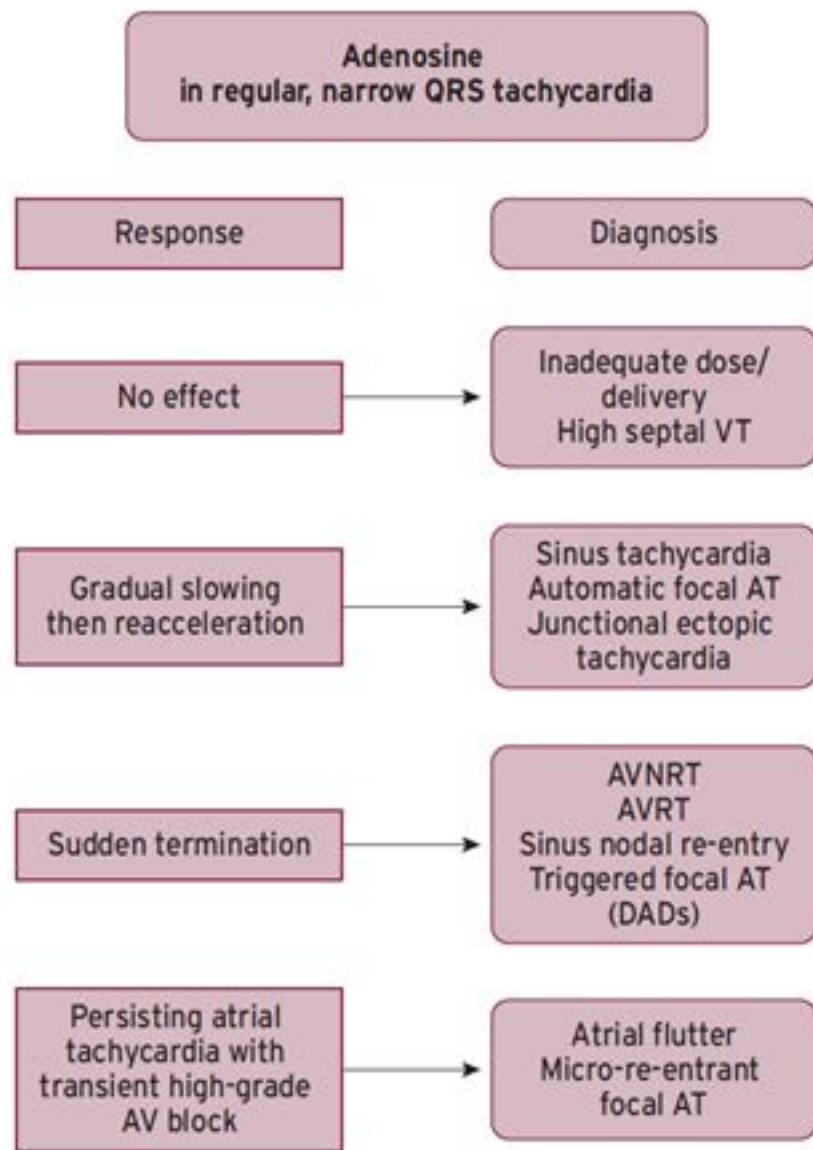 Adenosine
in regular, narrow QRS tachycardia
Response
Diagnosis
No effect
Inadequate dose/
delivery
High septal VT
Gradual slowing
then reacceleration
Sinus tachycardia
Automatic focal AT
Junctional ectopic
tachycardia
Sudden termination
AVNRT
AVRT
Sinus nodal re-entry
Triggered focal AT
(DADs)
Persisting atrial
tachycardia with
transient high-grade
AV block
Atrial flutter
Micro-re-entrant
focal AT